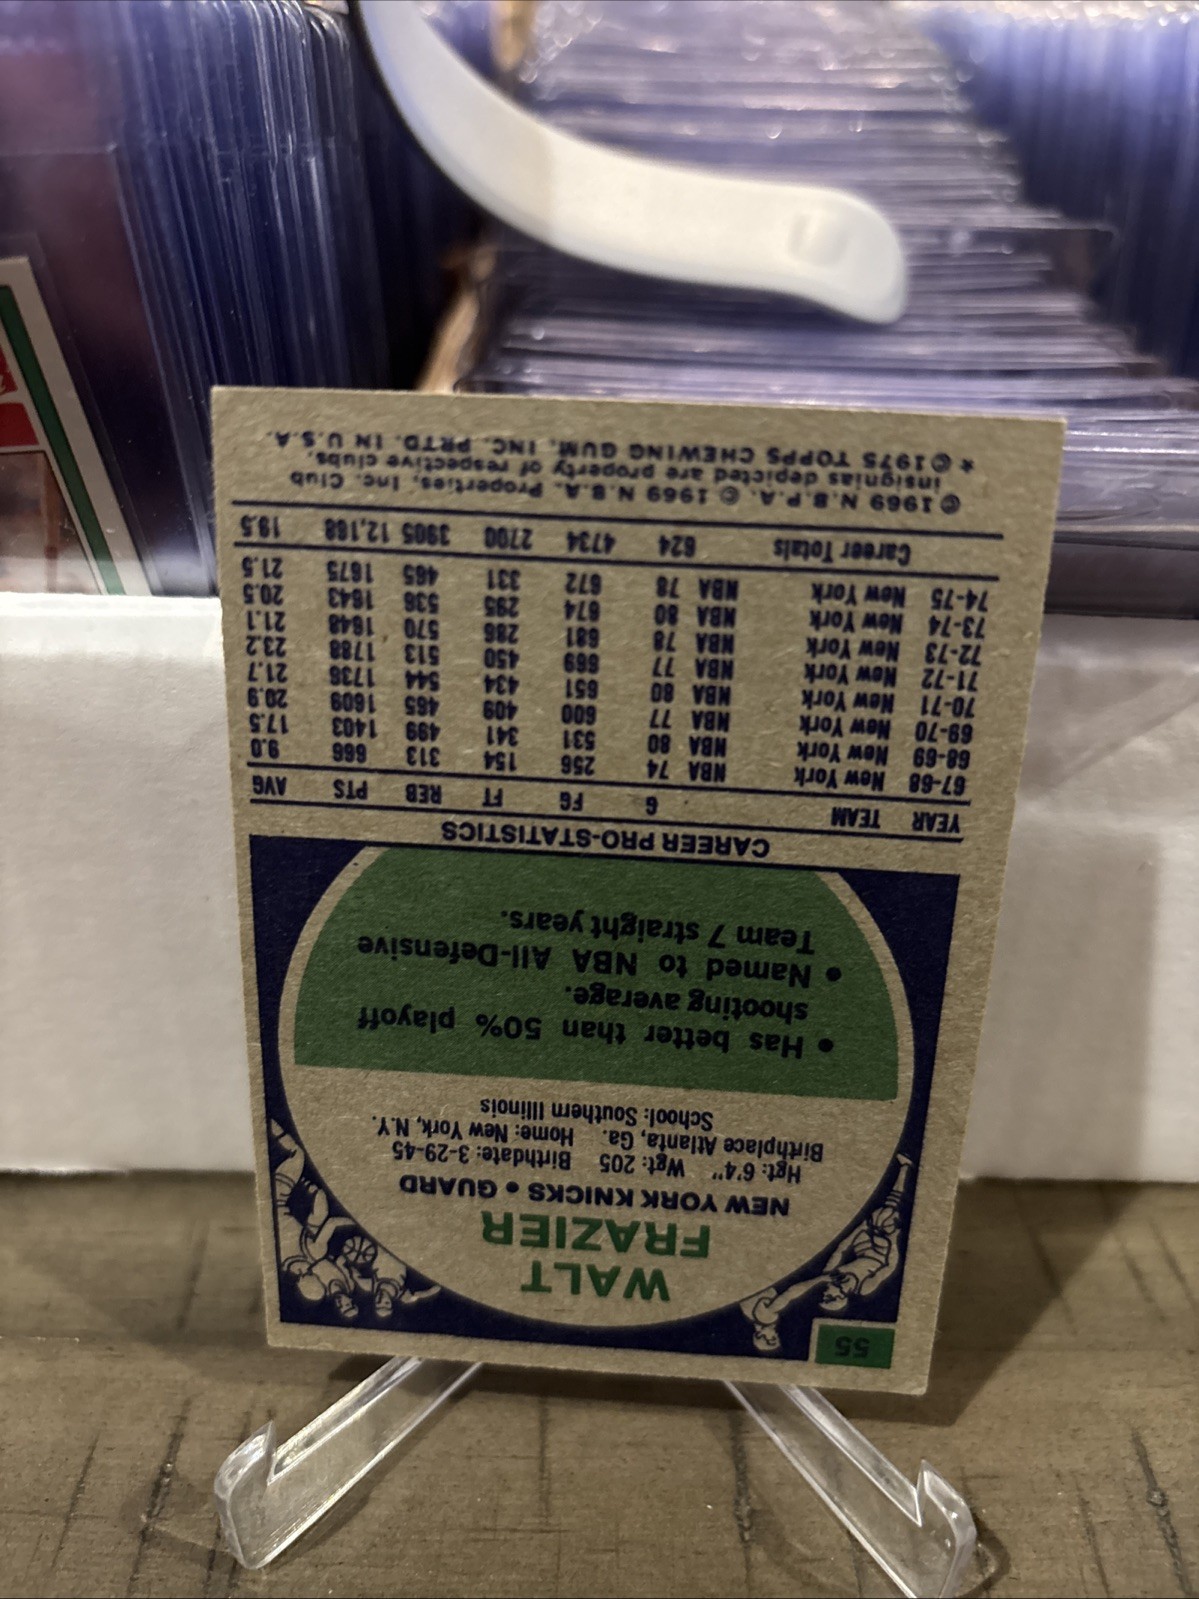 55
WALT
FRAZIER
NEW YORK KNICKS • GUARD
Hgt: 6'4" Wgt: 205 Birthdate: 3-29-45
Birthplace Atlanta, Ga. Home: New York, N.Y.
School: Southern Illinois
• Has better than 50% playoff
shooting average.
• Named to NBA All-Defensive
Team 7 straight years.
CAREER PRO-STATISTICS
YEAR TEAM G FG FT REB PTS AVG
67-68 New York NBA 74 256 154 313 666 9.0
68-69 New York NBA 80 531 341 499 1403 17.5
69-70 New York NBA 77 600 409 465 1609 20.9
70-71 New York NBA 80 651 434 544 1736 21.7
71-72 New York NBA 77 669 450 513 1788 23.2
72-73 New York NBA 78 681 286 570 1648 21.1
73-74 New York NBA 80 674 295 536 1643 20.5
74-75 New York NBA 78 672 331 465 1675 21.5
Career Totals 624 4734 2700 3905 12,168 19.5
©1969 N.B.P.A. © 1969 N.B.A. Properties, Inc. Club
insignias depicted are property of respective clubs,
★ ©1975 TOPPS CHEWING GUM, INC. PRTD. IN U.S.A.